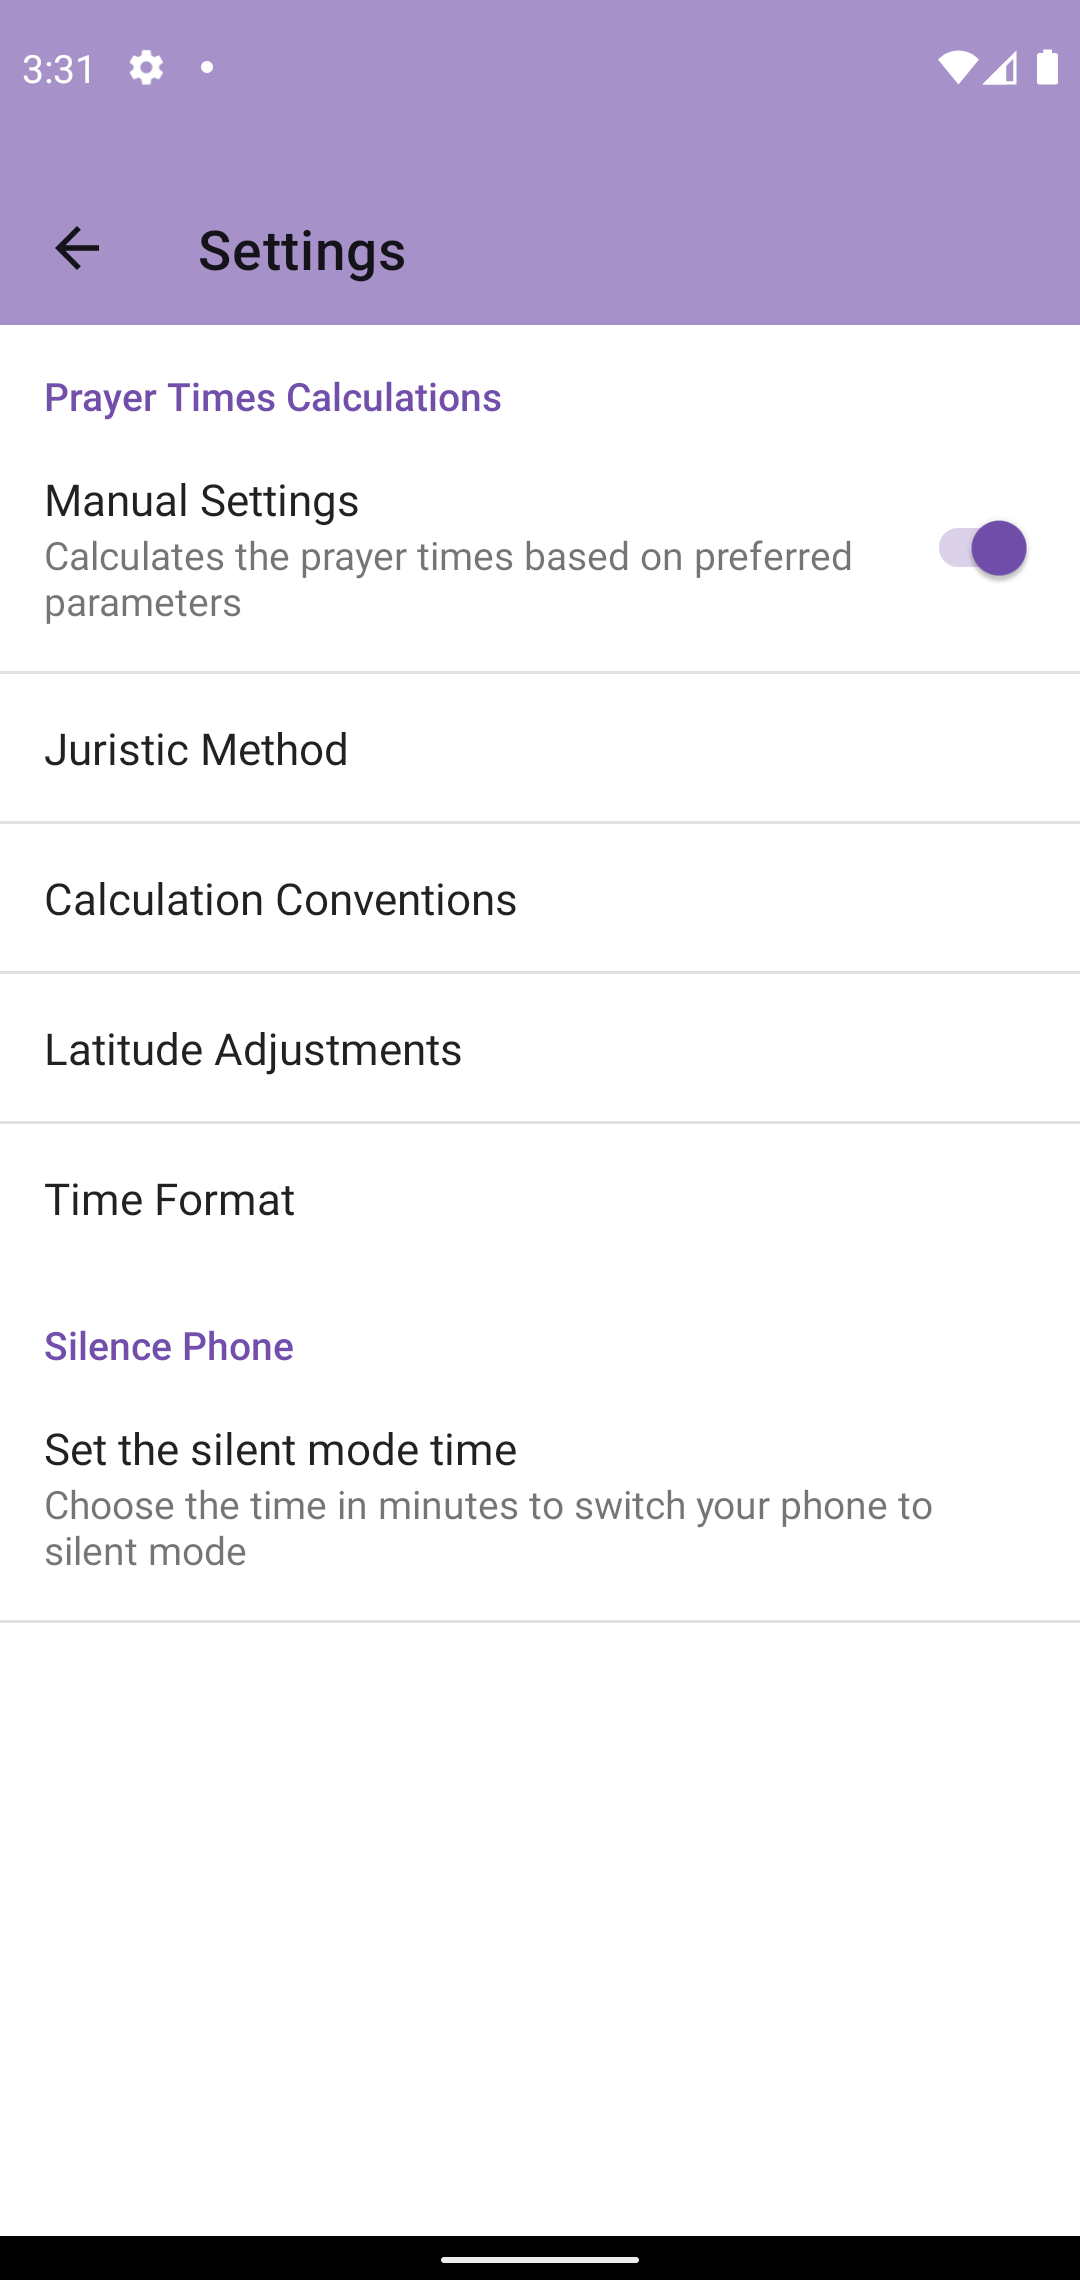 3:31
Settings
Prayer Times Calculations
Manual Settings
Calculates the prayer times based on preferred
parameters
Juristic Method
Calculation Conventions
Latitude Adjustments
Time Format
Silence Phone
Set the silent mode time
Choose the time in minutes to switch your phone to
silent mode